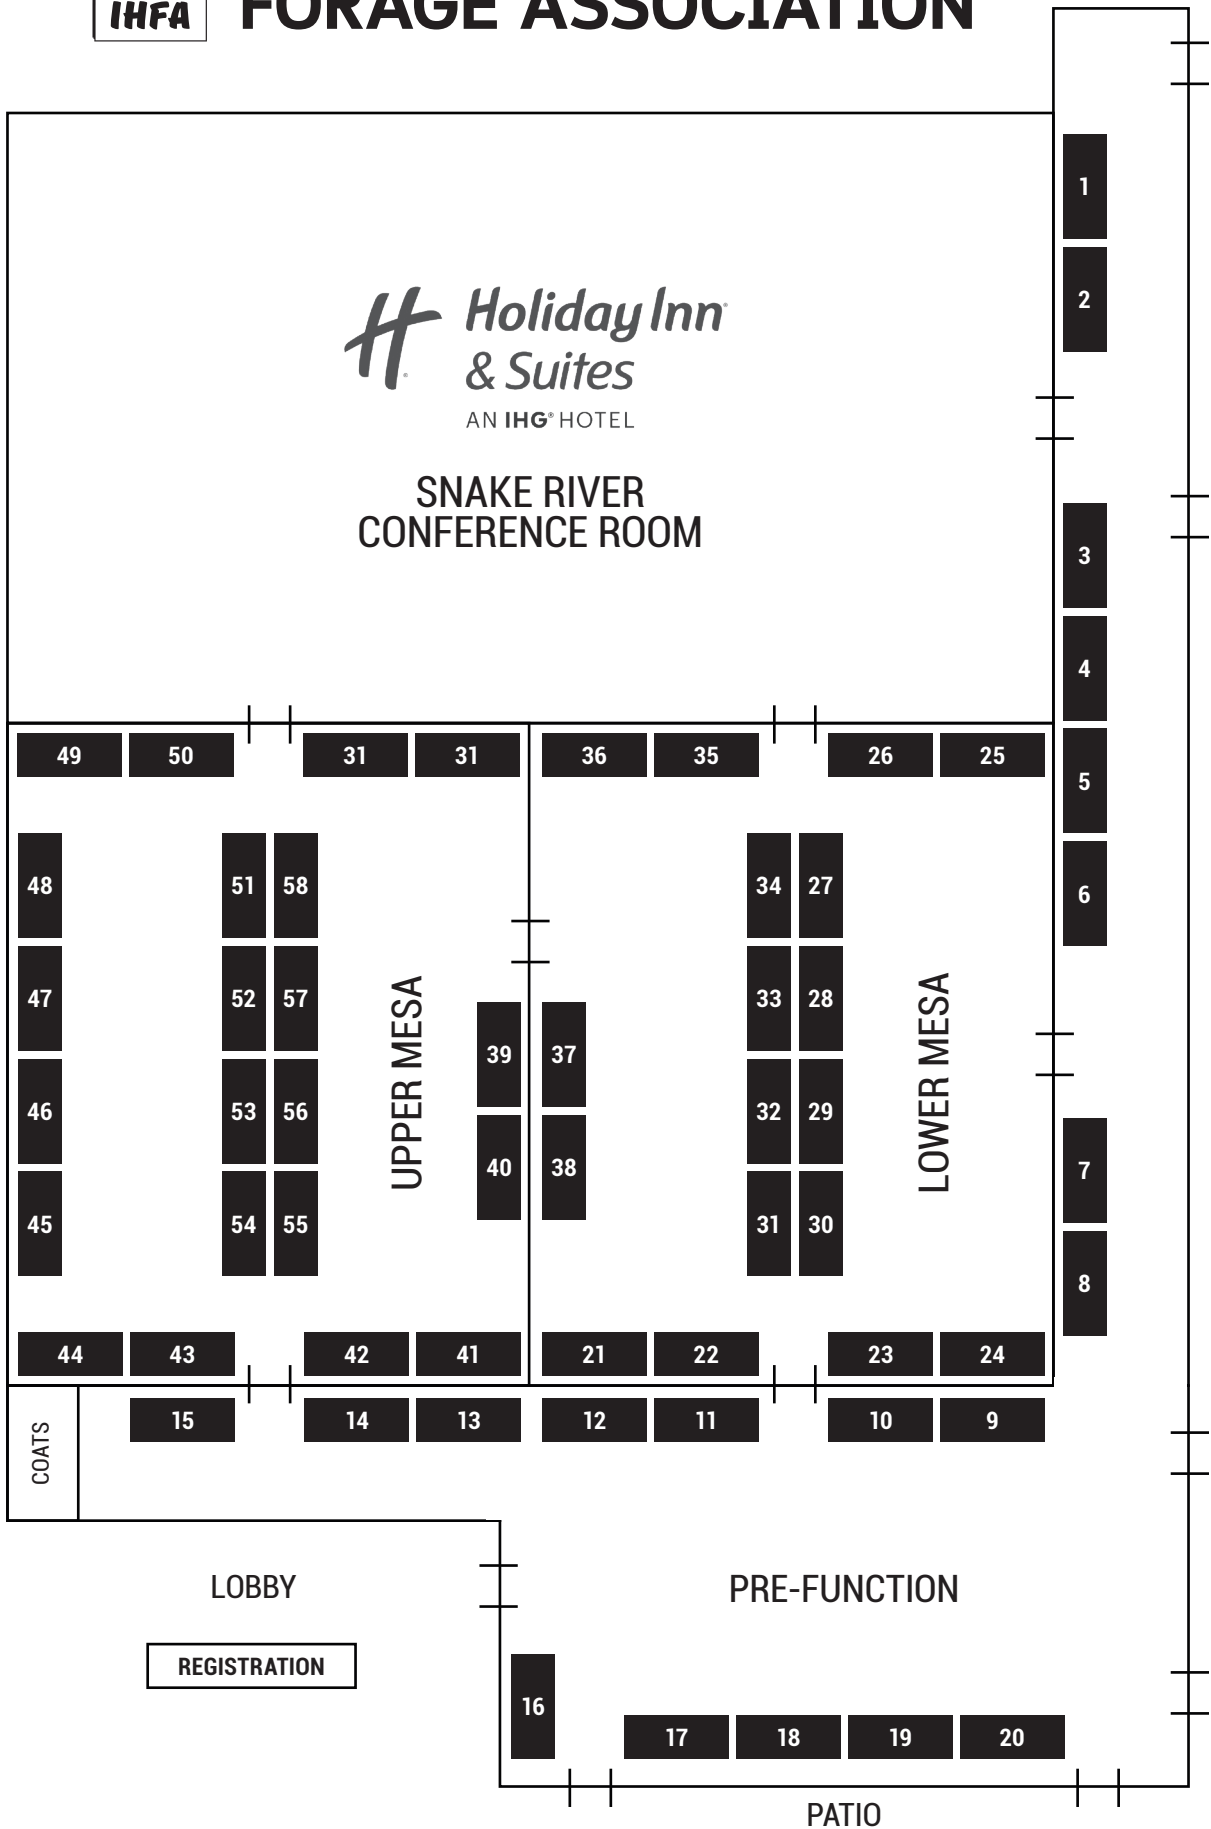 IHFA FORAGE ASSOCIATION
1
2
Holiday Inn®
& Suites
AN IHG® HOTEL
SNAKE RIVER
CONFERENCE ROOM
3
4
5
6
49 50 31 31 36 35 26 25
48 51 58 34 27
47 52 57 33 28
39 37
46 53 56 32 29
40 38
45 54 55 31 30
UPPER MESA
LOWER MESA
7
8
44 43 42 41 21 22 23 24
15 14 13 12 11 10 9
COATS
LOBBY
PRE-FUNCTION
REGISTRATION
16
17 18 19 20
PATIO